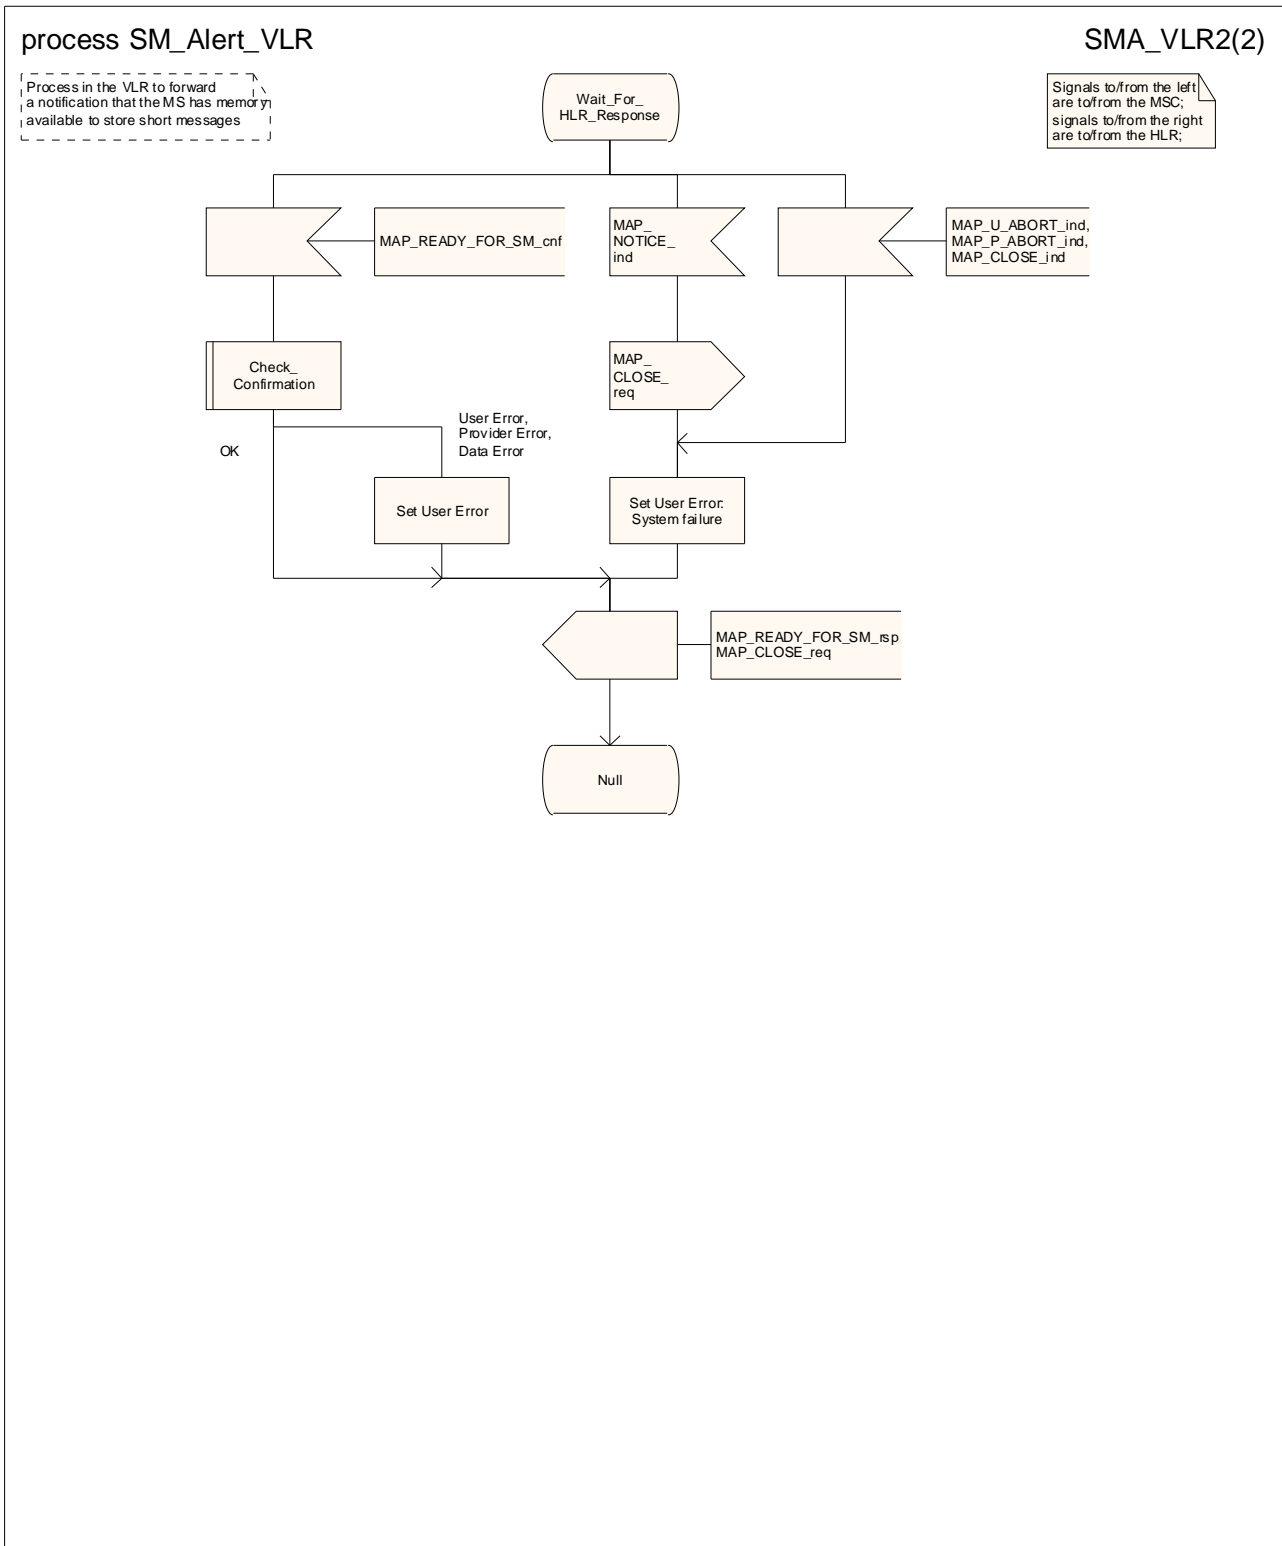 process SM_Alert_VLR
SMA_VLR2(2)
Process in the VLR to forward
a notification that the MS has memory
available to store short messages
Wait_For_
HLR_Response
Signals to/from the left
are to/from the MSC;
signals to/from the right
are to/from the HLR;
MAP_READY_FOR_SM_cnf
MAP_
NOTICE_
ind
MAP_U_ABORT_ind,
MAP_P_ABORT_ind,
MAP_CLOSE_ind
Check_
Confirmation
MAP_
CLOSE_
req
OK
User Error,
Provider Error,
Data Error
Set User Error
Set User Error:
System failure
MAP_READY_FOR_SM_rsp
MAP_CLOSE_req
Null